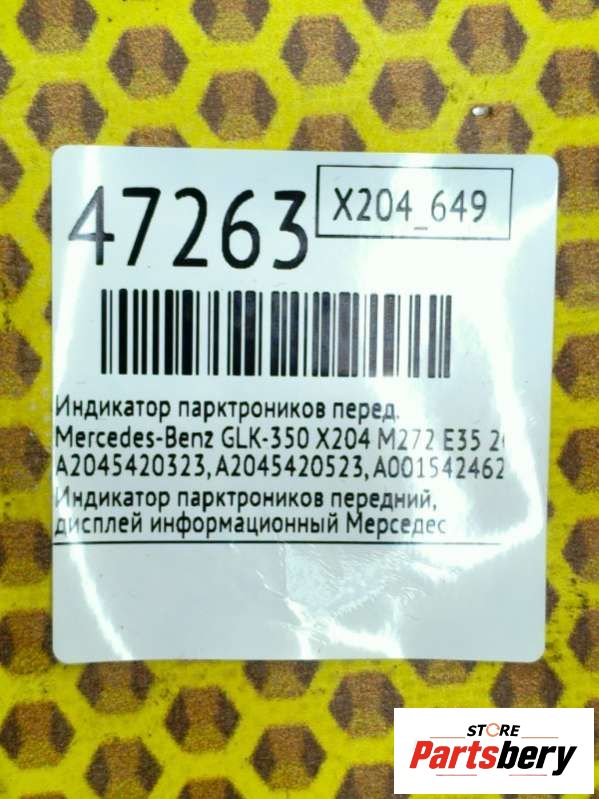 47263
X204_649
Индикатор парктроников перед.
Mercedes-Benz GLK-350 X204 M272 E35
A2045420323, A2045420523, A001542462
Индикатор парктроников передний,
дисплей информационный Мерседес
STORE
Partsbery